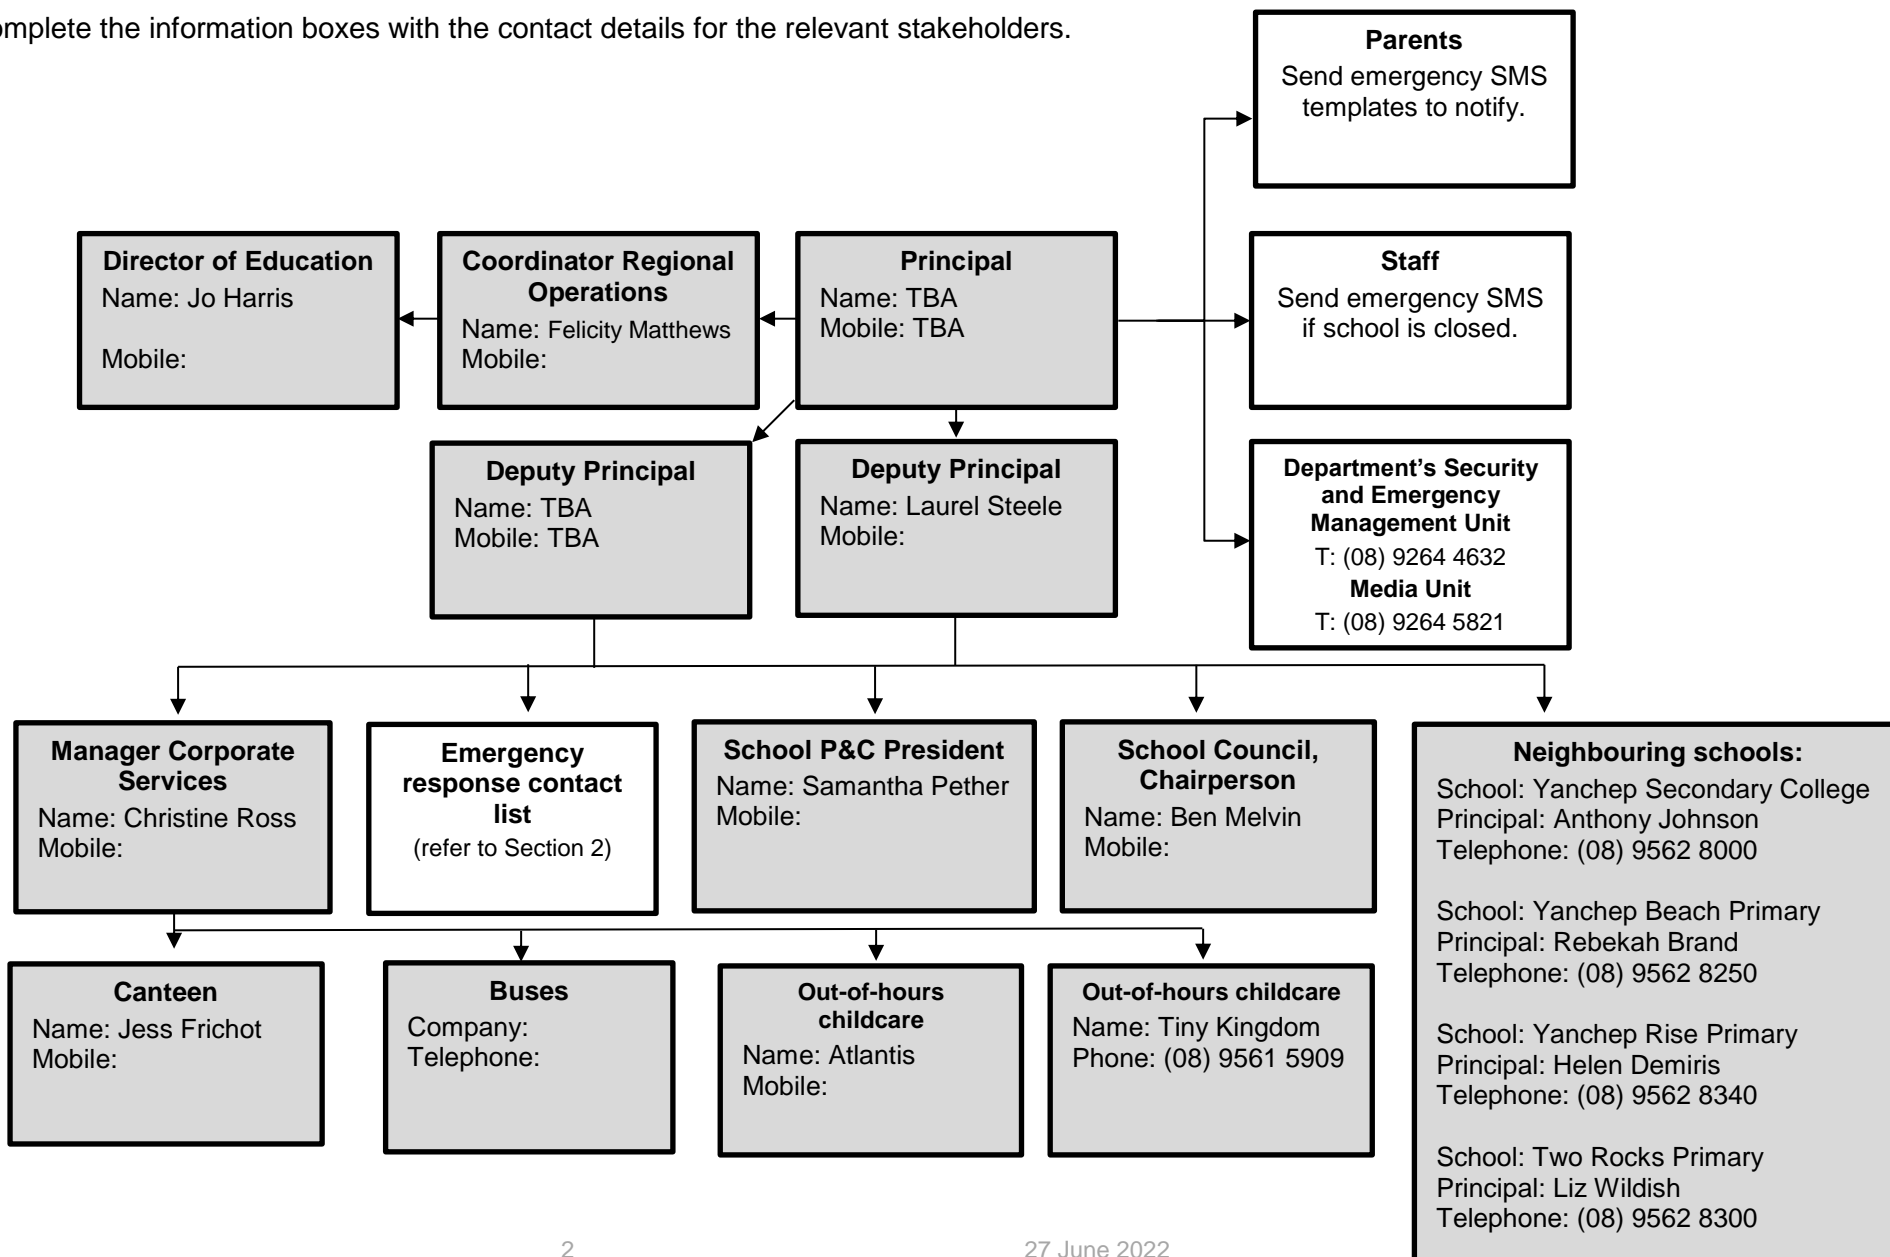 omplete the information boxes with the contact details for the relevant stakeholders.
Parents
Send emergency SMS
templates to notify.
Director of Education
Name: Jo Harris
Mobile:
Coordinator Regional
Operations
Name: Felicity Matthews
Mobile:
Principal
Name: TBA
Mobile: TBA
Staff
Send emergency SMS
if school is closed.
Deputy Principal
Name: TBA
Mobile: TBA
Deputy Principal
Name: Laurel Steele
Mobile:
Department’s Security
and Emergency
Management Unit
T: (08) 9264 4632
Media Unit
T: (08) 9264 5821
Manager Corporate
Services
Name: Christine Ross
Mobile:
Emergency
response contact
list
(refer to Section 2)
School P&C President
Name: Samantha Pether
Mobile:
School Council,
Chairperson
Name: Ben Melvin
Mobile:
Neighbouring schools:
School: Yanchep Secondary College
Principal: Anthony Johnson
Telephone: (08) 9562 8000
School: Yanchep Beach Primary
Principal: Rebekah Brand
Telephone: (08) 9562 8250
School: Yanchep Rise Primary
Principal: Helen Demiris
Telephone: (08) 9562 8340
School: Two Rocks Primary
Principal: Liz Wildish
Telephone: (08) 9562 8300
Canteen
Name: Jess Frichot
Mobile:
Buses
Company:
Telephone:
Out-of-hours
childcare
Name: Atlantis
Mobile:
Out-of-hours childcare
Name: Tiny Kingdom
Phone: (08) 9561 5909
2
27 June 2022